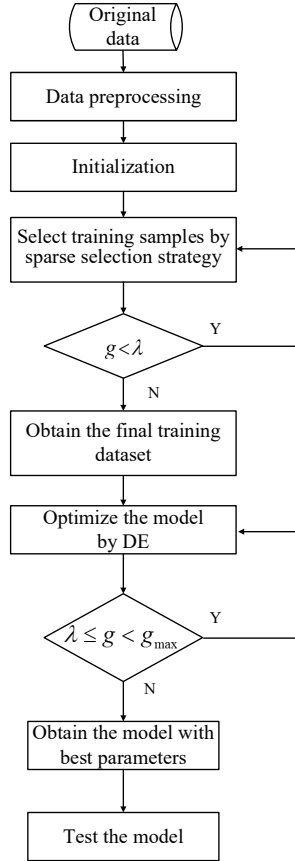 Original
data
Data preprocessing
Initialization
Select training samples by
sparse selection strategy
g<λ
Y
N
Obtain the final training
dataset
Optimize the model
by DE
λ ≤ g < g_max
Y
N
Obtain the model with
best parameters
Test the model